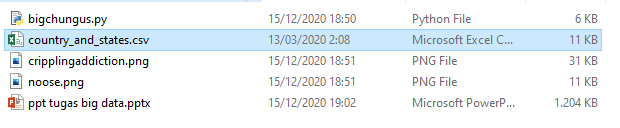 bigchungus.py 15/12/2020 18:50 Python File 6 KB
country_and_states.csv 13/03/2020 2:08 Microsoft Excel C... 11 KB
cripplingaddiction.png 15/12/2020 18:51 PNG File 31 KB
noose.png 15/12/2020 18:51 PNG File 11 KB
ppt tugas big data.pptx 15/12/2020 19:02 Microsoft PowerP... 1.204 KB